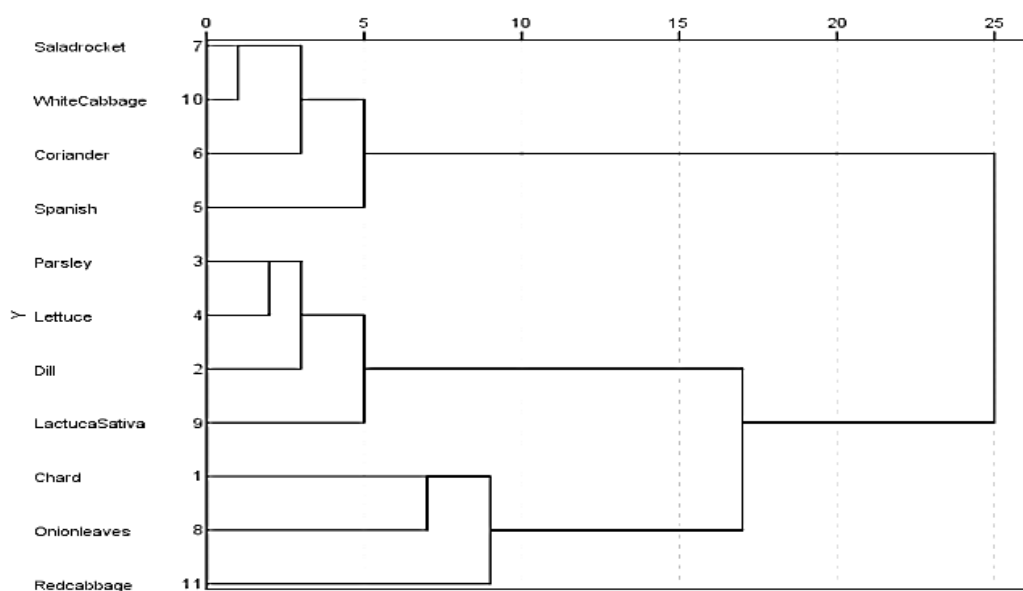 0 5 10 15 20 25
Saladrocket 7
WhiteCabbage 10
Coriander 6
Spanish 5
Parsley 3
Y
Lettuce 4
Dill 2
LactucaSativa 9
Chard 1
Onionleaves 8
Redcabbage 11